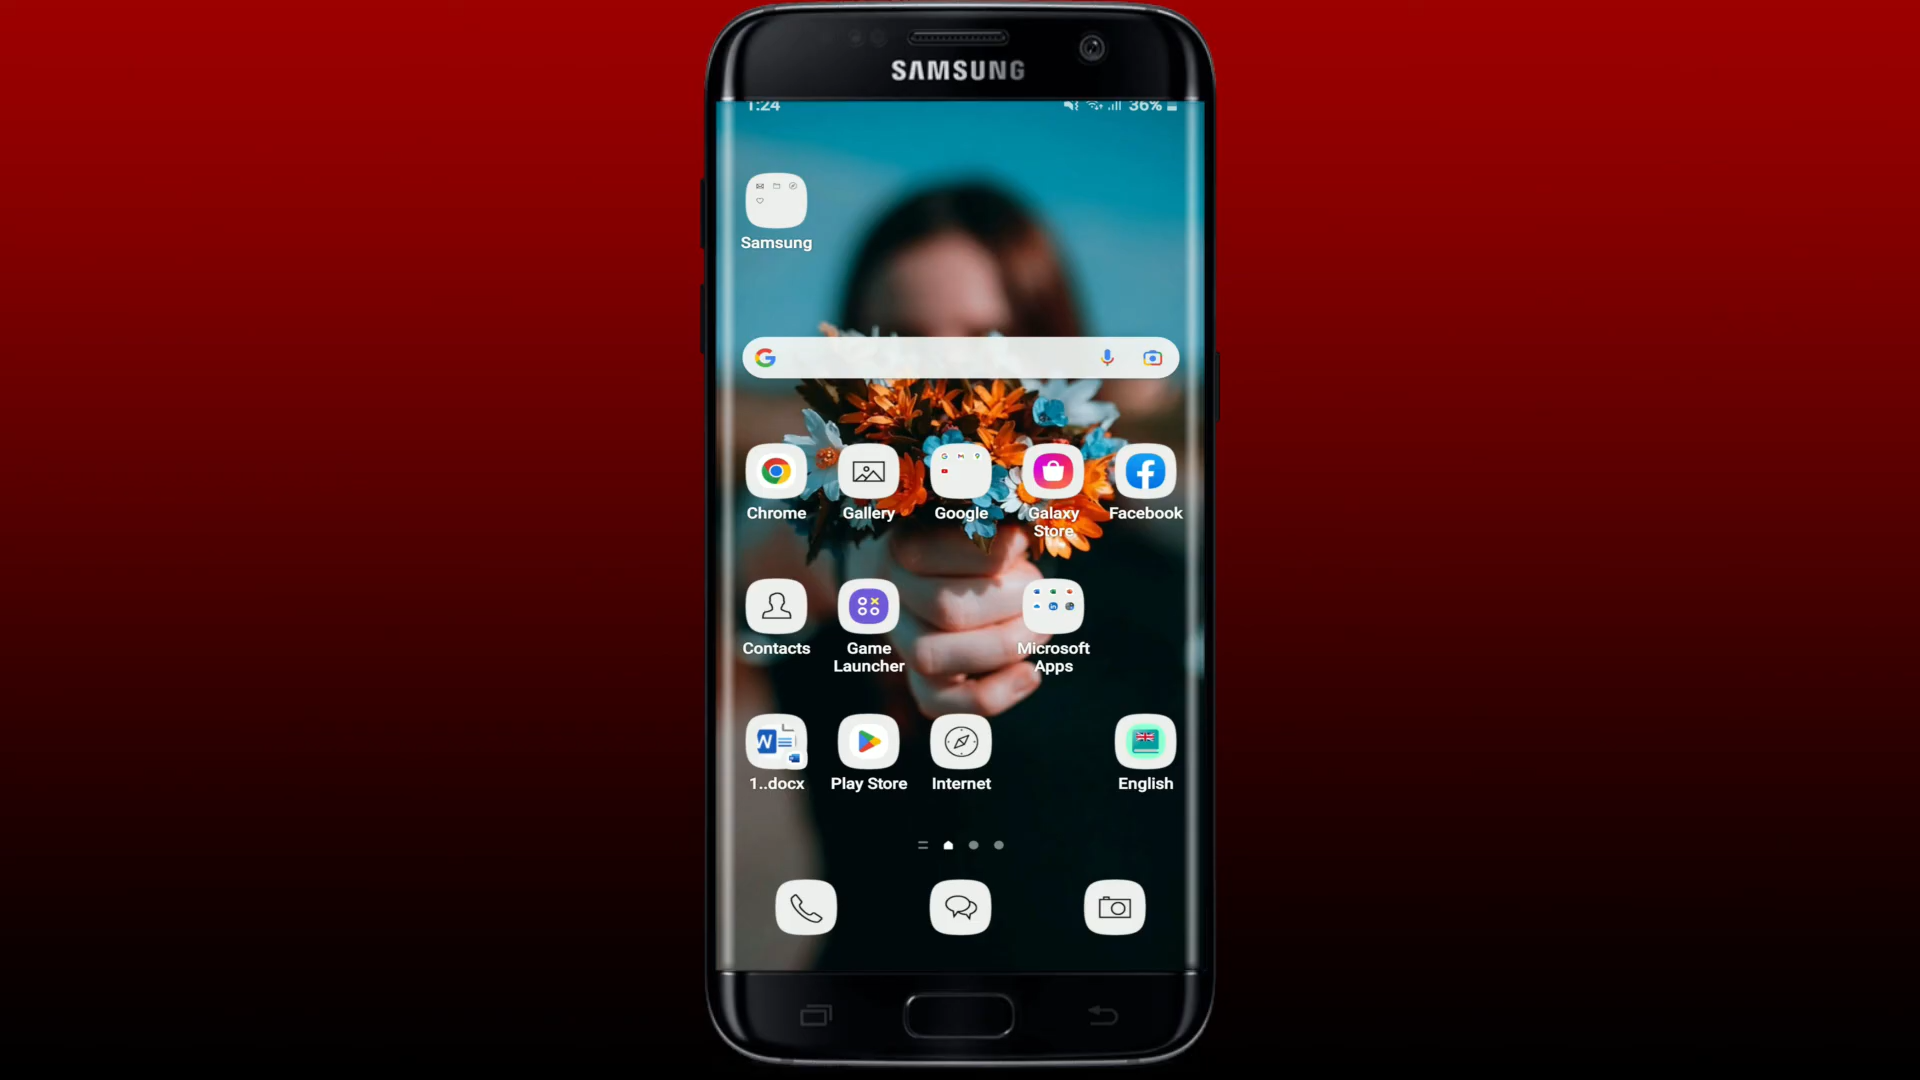 SAMSUNG
1:24
36%
Samsung
Chrome
Gallery
Google
Galaxy
Store
Facebook
Contacts
Game
Launcher
Microsoft
Apps
1..docx
Play Store
Internet
English